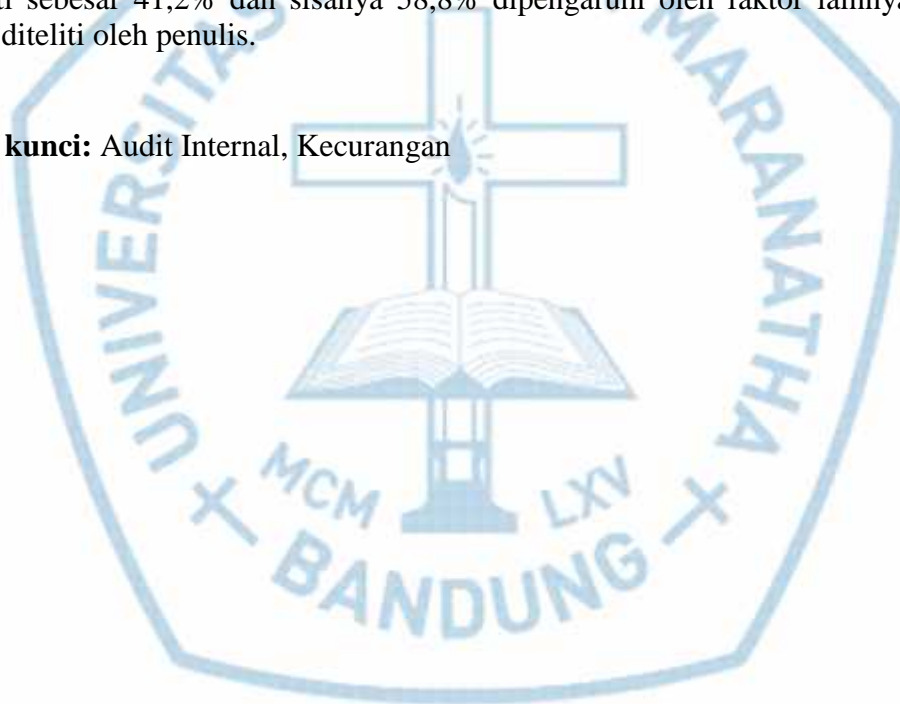 sebesar 41,2% dan sisanya 58,8% dipengaruhi oleh faktor lainnya
diteliti oleh penulis.
kunci: Audit Internal, Kecurangan
UNIVERSITAS
MARANATHA
MCM LXV
BANDUNG